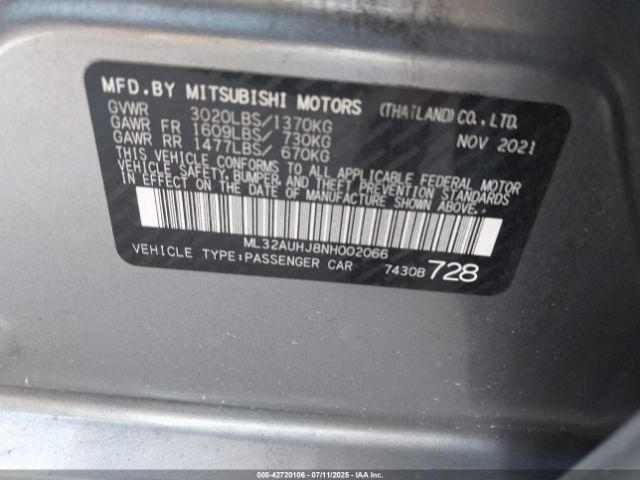 MFD.BY MITSUBISHI MOTORS (THAILAND)CO.,LTD.
GVWR 3020LBS/1370KG
GAWR FR 1609LBS/ 730KG NOV 2021
GAWR RR 1477LBS/ 670KG
THIS VEHICLE CONFORMS TO ALL APPLICABLE FEDERAL MOTOR
VEHICLE SAFETY, BUMPER, AND THEFT PREVENTION STANDARDS
IN EFFECT ON THE DATE OF MANUFACTURE SHOWN ABOVE.
ML32AUHJ8NH002066
VEHICLE TYPE:PASSENGER CAR 7430B 728
000-42720106 - 07/11/2025 - IAAI.COM